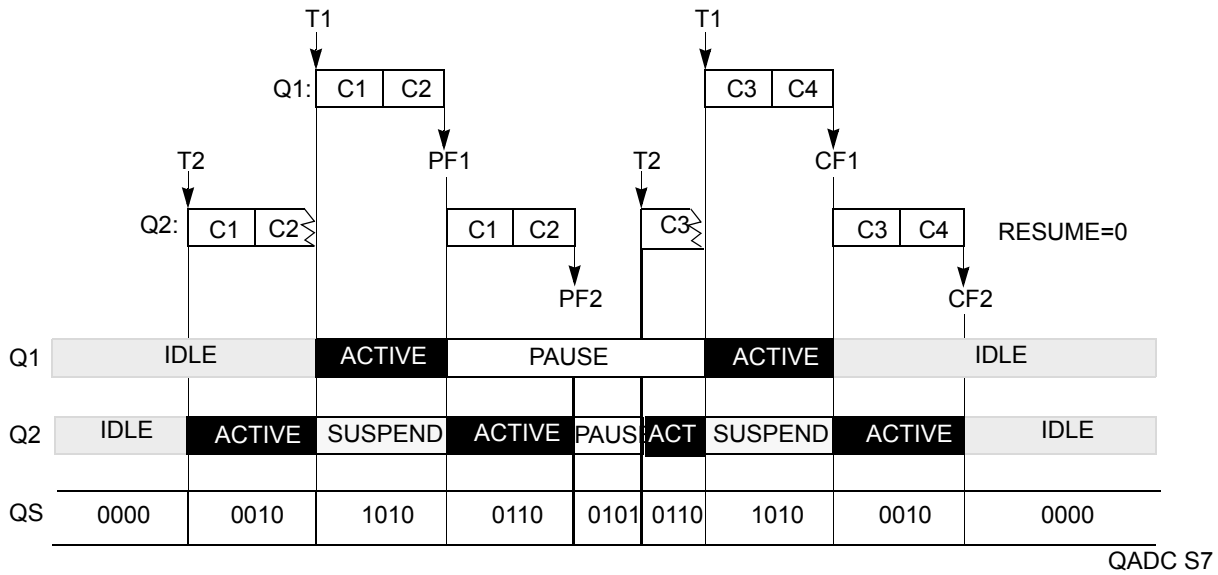 T1 T1
Q1: C1 C2 C3 C4
T2 PF1 T2 CF1
Q2: C1 C2 C1 C2 C3 C3 C4 RESUME=0
PF2 CF2
Q1 IDLE ACTIVE PAUSE ACTIVE IDLE
Q2 IDLE ACTIVE SUSPEND ACTIVE PAUS ACT SUSPEND ACTIVE IDLE
QS 0000 0010 1010 0110 0101 0110 1010 0010 0000
QADC S7